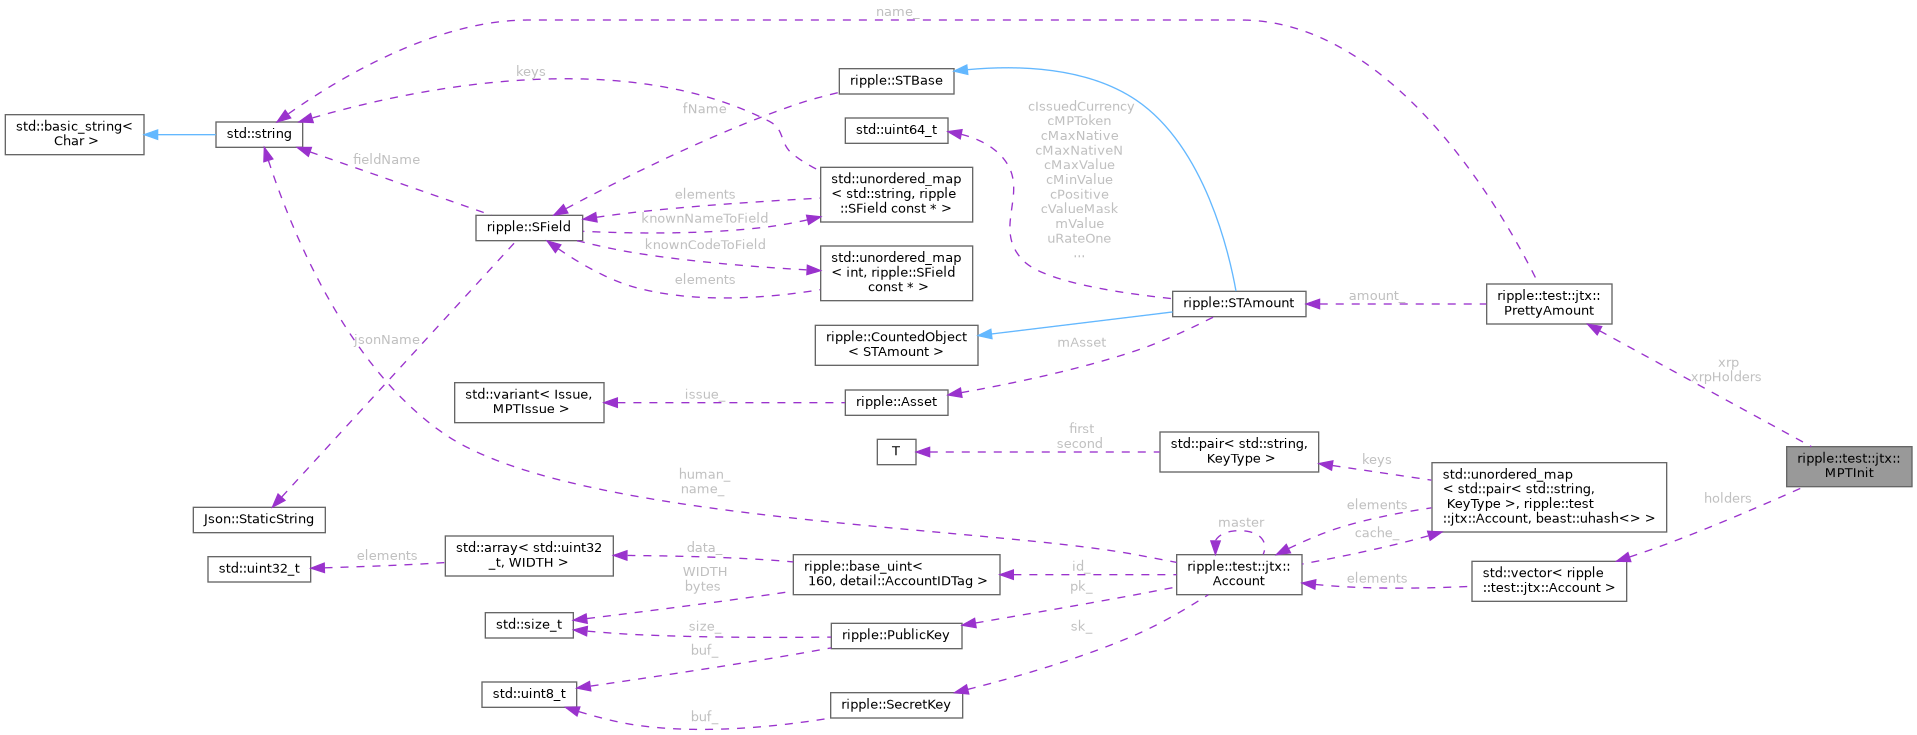 name_
keys
ripple::STBase
fName
cIssuedCurrency
cMPToken
cMaxNative
cMaxNativeN
cMaxValue
cMinValue
cPositive
cValueMask
mValue
uRateOne
...
std::uint64_t
std::basic_string<
Char >
std::string
fieldName
std::unordered_map
< std::string, ripple
::SField const * >
elements
knownNameToField
ripple::SField
knownCodeToField
elements
std::unordered_map
< int, ripple::SField
const * >
ripple::STAmount
amount_
ripple::test::jtx::
PrettyAmount
ripple::CountedObject
< STAmount >
jsonName
mAsset
xrp
xrpHolders
std::variant< Issue,
MPTIssue >
issue_
ripple::Asset
first
second
T
std::pair< std::string,
KeyType >
keys
ripple::test::jtx::
MPTInit
human_
name_
std::unordered_map
< std::pair< std::string,
KeyType >, ripple::test
::jtx::Account, beast::uhash<> >
holders
elements
master
cache_
Json::StaticString
std::uint32_t
elements
std::array< std::uint32
_t, WIDTH >
data_
ripple::base_uint<
160, detail::AccountIDTag >
id_
ripple::test::jtx::
Account
elements
std::vector< ripple
::test::jtx::Account >
WIDTH
bytes
pk_
std::size_t
size_
ripple::PublicKey
sk_
buf_
std::uint8_t
ripple::SecretKey
buf_